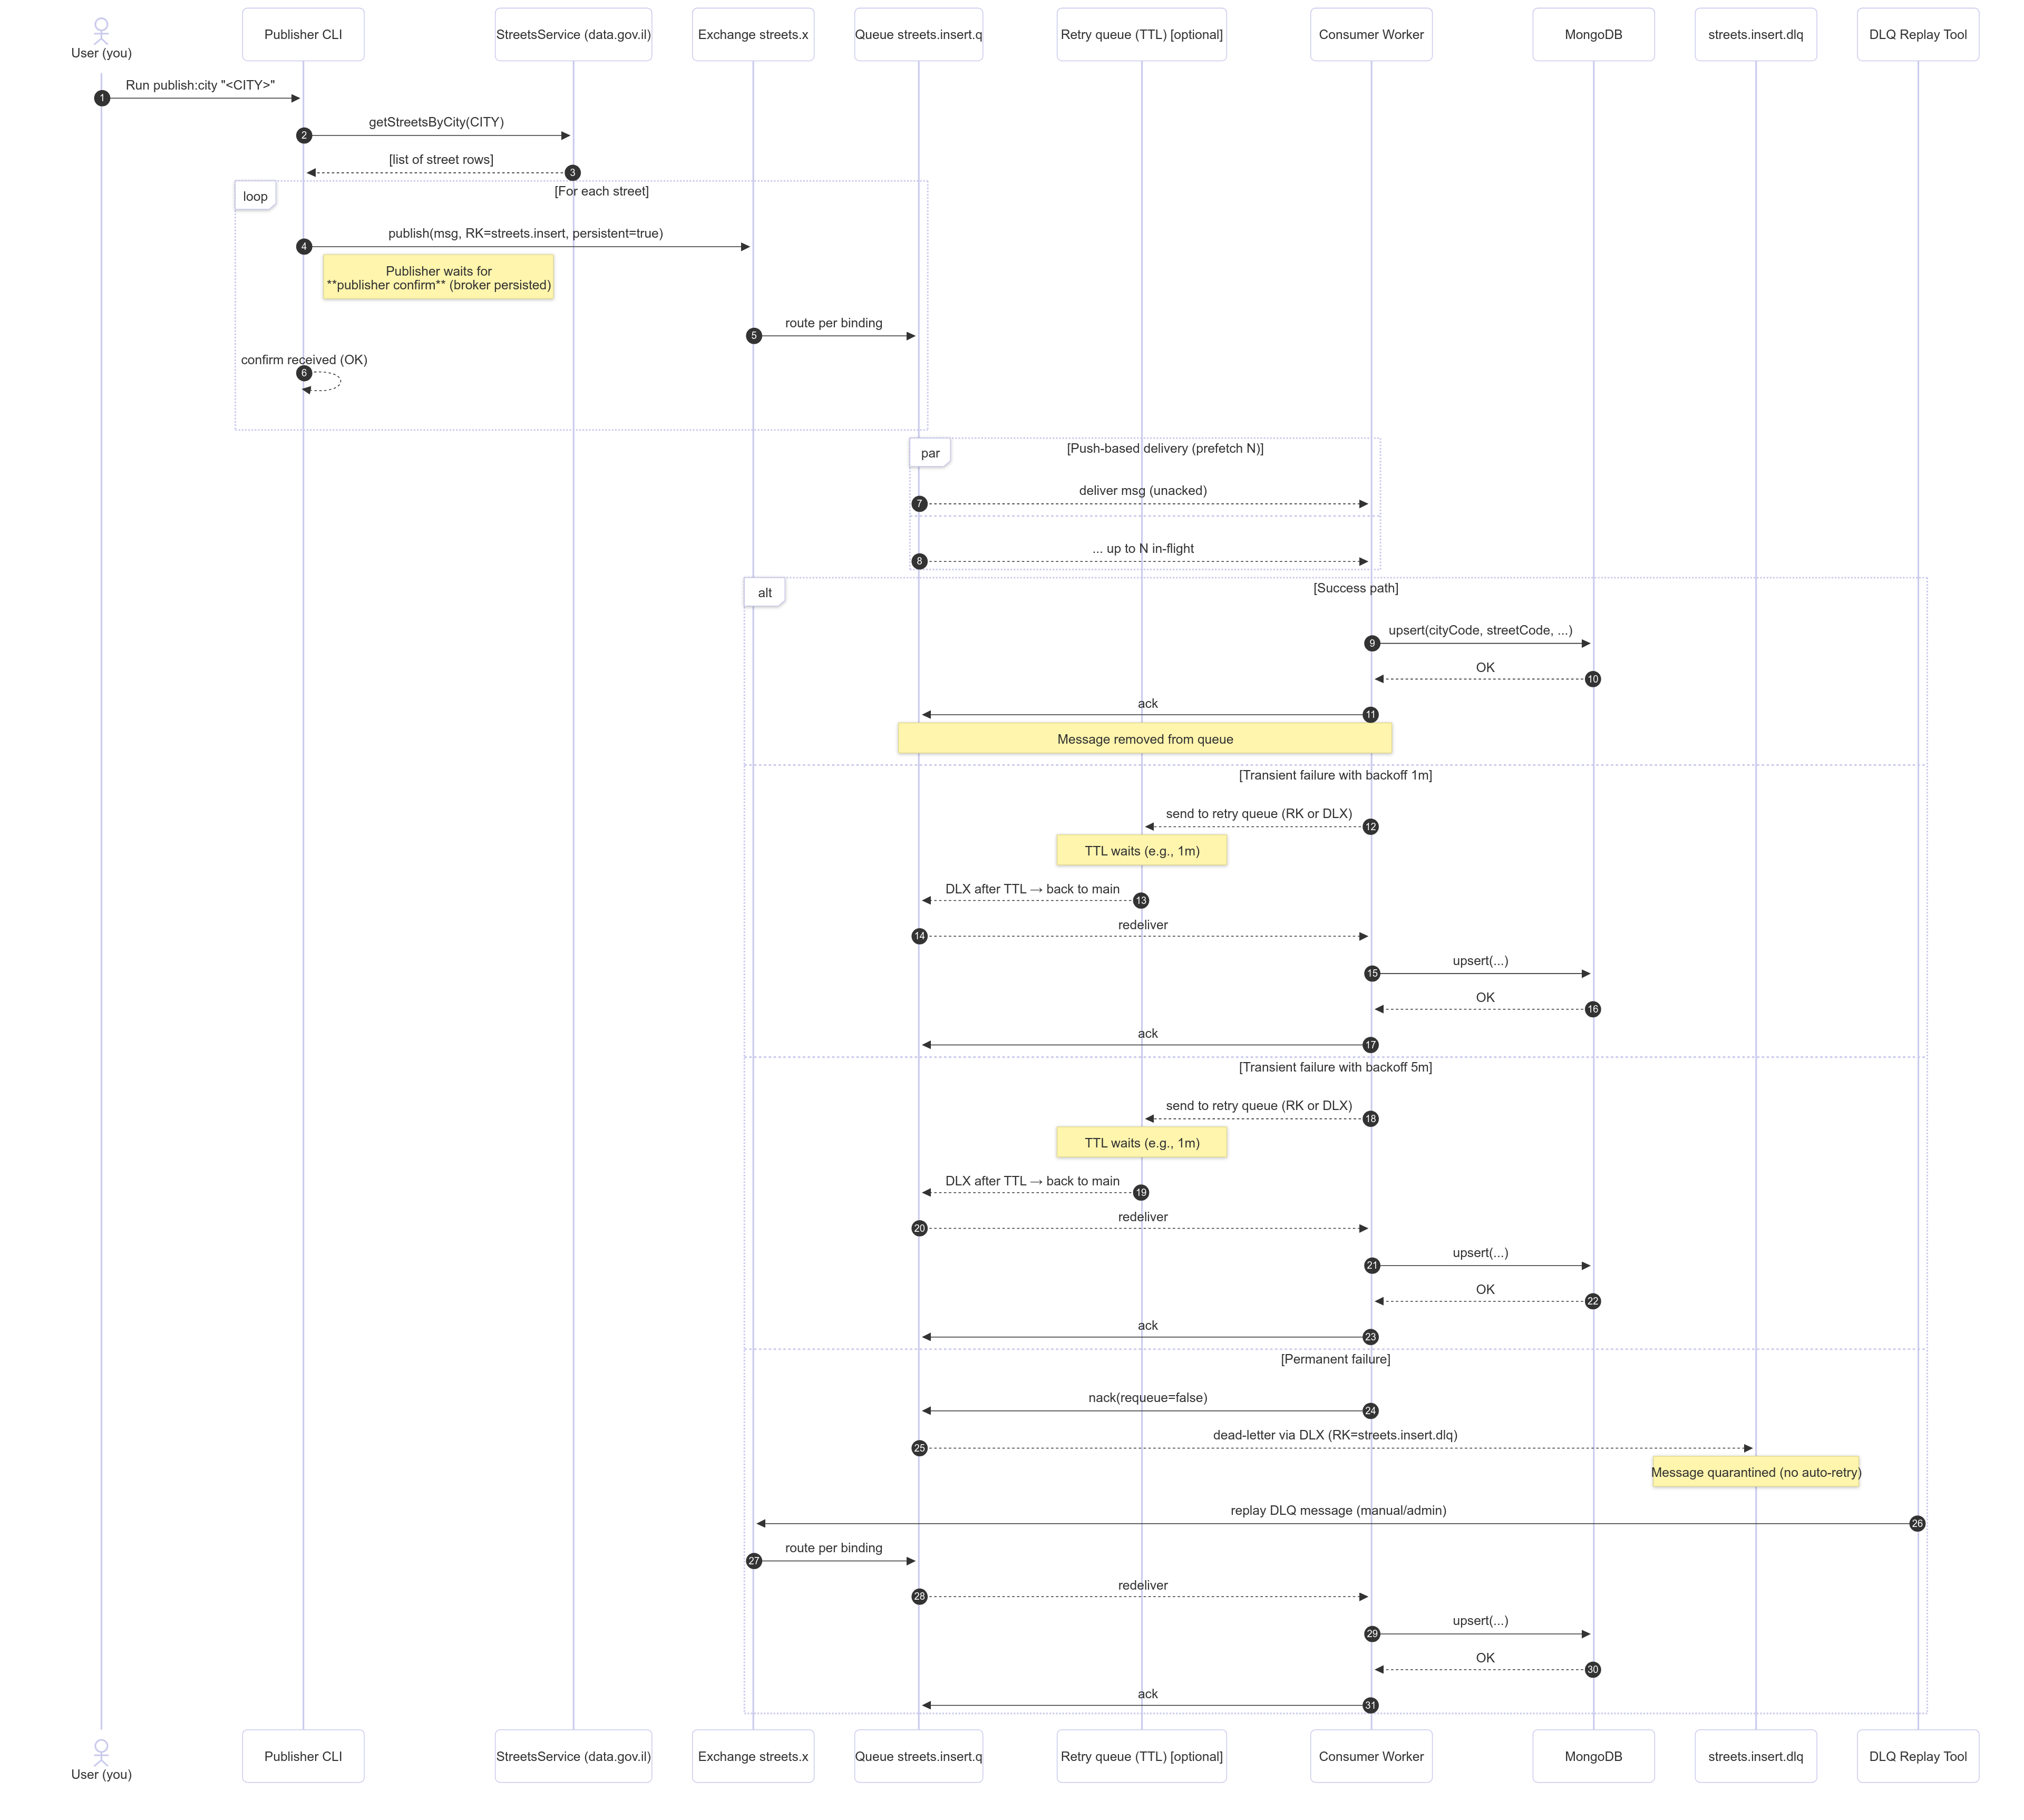 User (you)
Publisher CLI
StreetsService (data.gov.il)
Exchange streets.x
Queue streets.insert.q
Retry queue (TTL) [optional]
Consumer Worker
MongoDB
streets.insert.dlq
DLQ Replay Tool
Run publish:city "<CITY>"
1
getStreetsByCity(CITY)
2
[list of street rows]
3
loop
[For each street]
publish(msg, RK=streets.insert, persistent=true)
4
Publisher waits for
**publisher confirm** (broker persisted)
route per binding
5
confirm received (OK)
6
par
[Push-based delivery (prefetch N)]
deliver msg (unacked)
7
... up to N in-flight
8
alt
[Success path]
upsert(cityCode, streetCode, ...)
9
OK
10
ack
11
Message removed from queue
[Transient failure with backoff 1m]
send to retry queue (RK or DLX)
12
TTL waits (e.g., 1m)
DLX after TTL → back to main
13
redeliver
14
upsert(...)
15
OK
16
ack
17
[Transient failure with backoff 5m]
send to retry queue (RK or DLX)
18
TTL waits (e.g., 1m)
DLX after TTL → back to main
19
redeliver
20
upsert(...)
21
OK
22
ack
23
[Permanent failure]
nack(requeue=false)
24
dead-letter via DLX (RK=streets.insert.dlq)
25
Message quarantined (no auto-retry)
replay DLQ message (manual/admin)
26
route per binding
27
redeliver
28
upsert(...)
29
OK
30
ack
31
User (you)
Publisher CLI
StreetsService (data.gov.il)
Exchange streets.x
Queue streets.insert.q
Retry queue (TTL) [optional]
Consumer Worker
MongoDB
streets.insert.dlq
DLQ Replay Tool